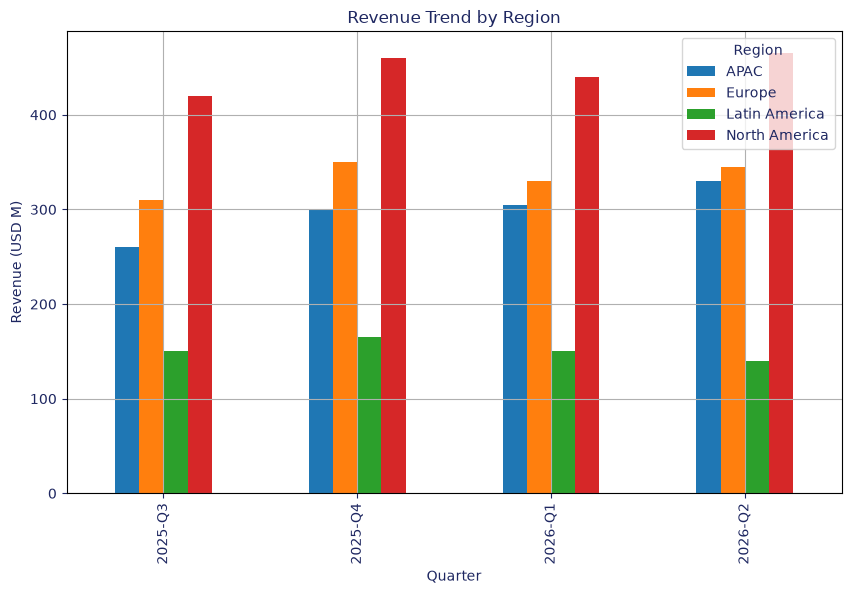 Revenue Trend by Region
Revenue (USD M)
400
300
200
100
0
Region
APAC
Europe
Latin America
North America
2025-Q3
2025-Q4
2026-Q1
2026-Q2
Quarter